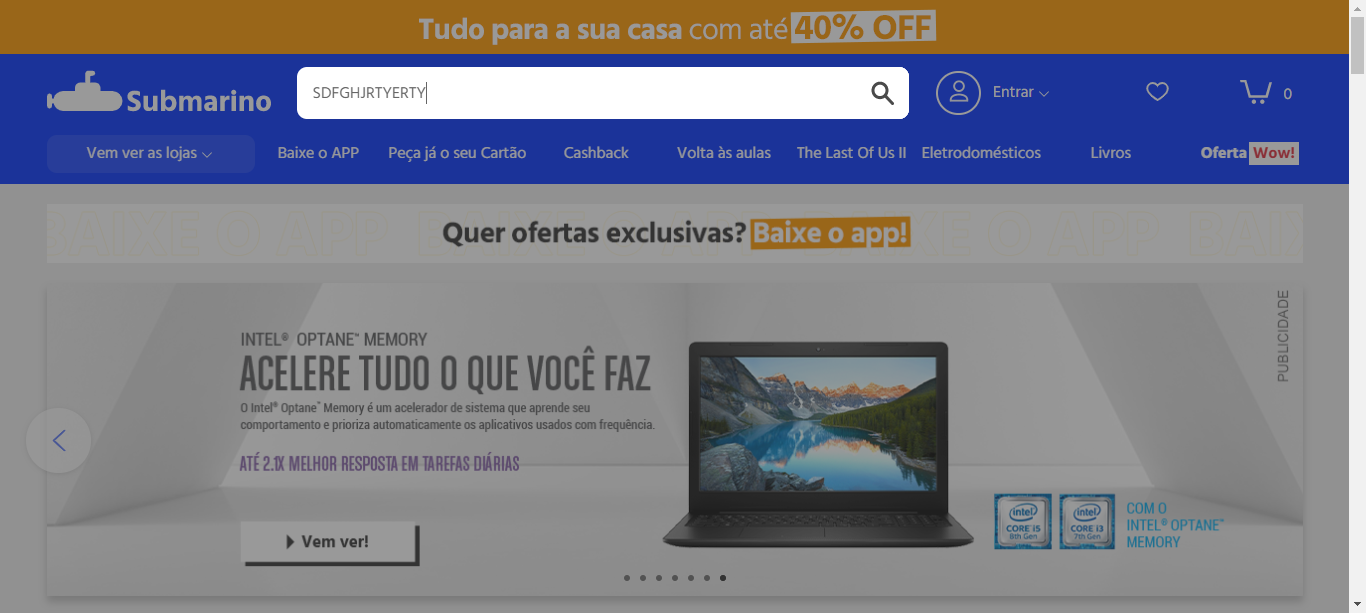 Tudo para a sua casa com até 40% OFF
Submarino
SDFGHJRTYERTY
Entrar
0
Vem ver as lojas
Baixe o APP
Peça já o seu Cartão
Cashback
Volta às aulas
The Last Of Us II
Eletrodomésticos
Livros
Oferta Wow!
Quer ofertas exclusivas? Baixe o app!
PUBLICIDADE
INTEL® OPTANE™ MEMORY
ACELERE TUDO O QUE VOCÊ FAZ
O Intel® Optane™ Memory é um acelerador de sistema que aprende seu
comportamento e prioriza automaticamente os aplicativos usados com frequência.
ATÉ 2.1X MELHOR RESPOSTA EM TAREFAS DIÁRIAS
Vem ver!
intel
CORE i5
8th Gen
intel
CORE i3
7th Gen
COM O
INTEL® OPTANE™
MEMORY